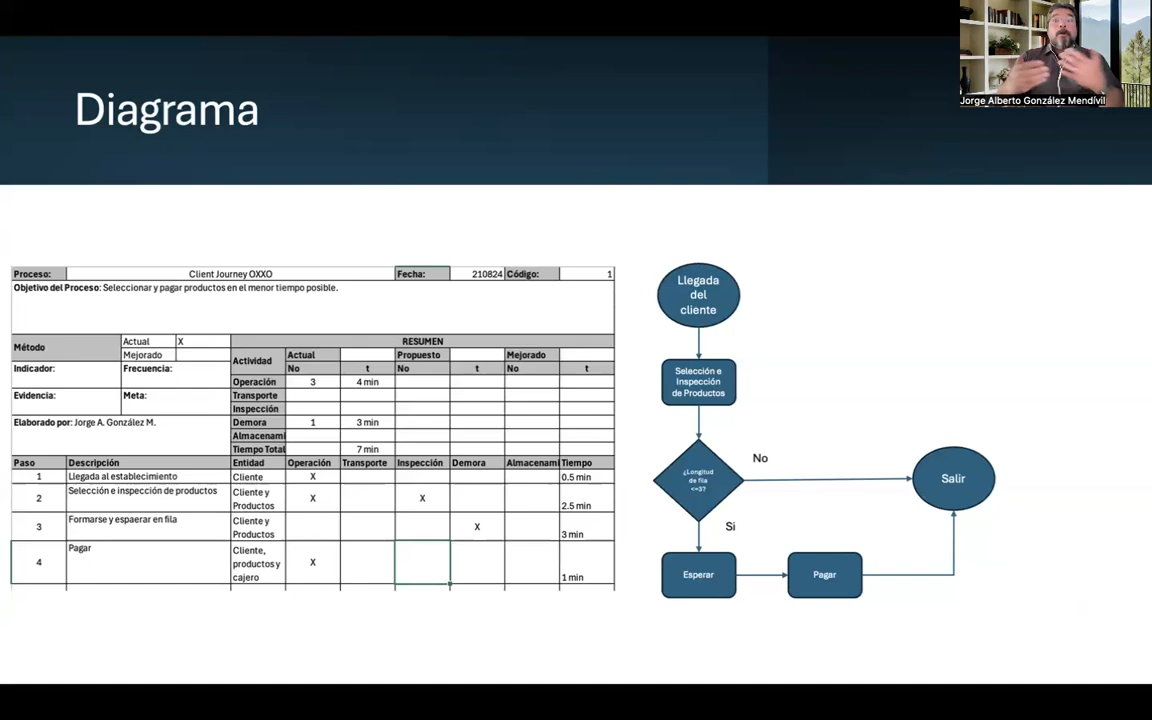 Jorge Alberto González Mendívil
Diagrama
Proceso: Client Journey OXXO Fecha: 210824 Código: 1
Objetivo del Proceso: Seleccionar y pagar productos en el menor tiempo posible.
Método Actual X RESUMEN
Mejorado Actividad Actual Propuesto Mejorado
Indicador: Frecuencia: No t No t No t
Operación 3 4 min
Evidencia: Meta: Transporte
Inspección
Elaborado por: Jorge A. González M. Demora 1 3 min
Almacenami
Tiempo Total 7 min
Paso Descripción Entidad Operación Transporte Inspección Demora Almacenami Tiempo
1 Llegada al establecimiento Cliente X 0.5 min
2 Selección e inspección de productos Cliente y Productos X X 2.5 min
3 Formarse y espaerar en fila Cliente y Productos X 3 min
4 Pagar Cliente, productos y cajero X 1 min
Llegada
del
cliente
Selección e
Inspección
de Productos
¿Longitud
de fila
<=3?
No
Salir
Si
Esperar
Pagar